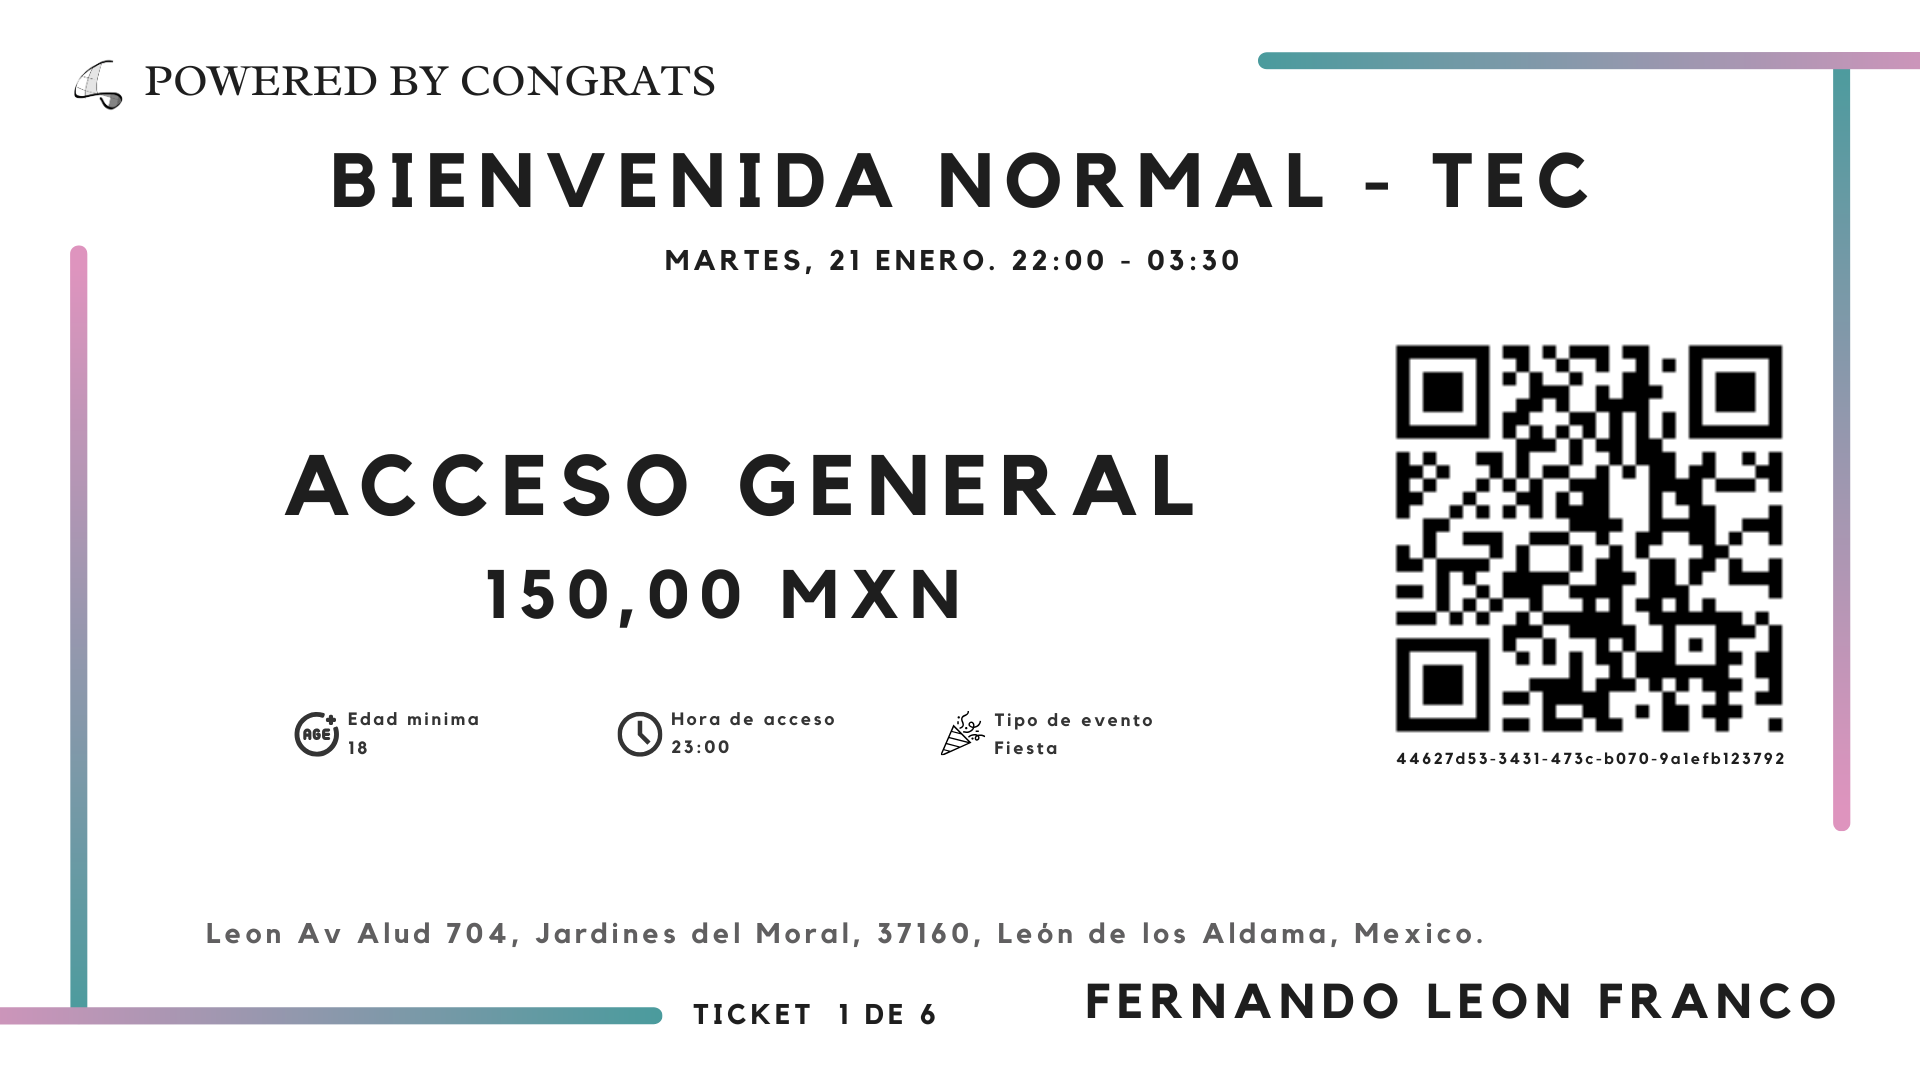 POWERED BY CONGRATS
BIENVENIDA NORMAL - TEC
MARTES, 21 ENERO. 22:00 - 03:30
ACCESO GENERAL
150,00 MXN
AGE
Edad minima
18
Hora de acceso
23:00
Tipo de evento
Fiesta
44627d53-3431-473c-b070-9a1efb123792
Leon Av Alud 704, Jardines del Moral, 37160, León de los Aldama, Mexico.
TICKET 1 DE 6
FERNANDO LEON FRANCO